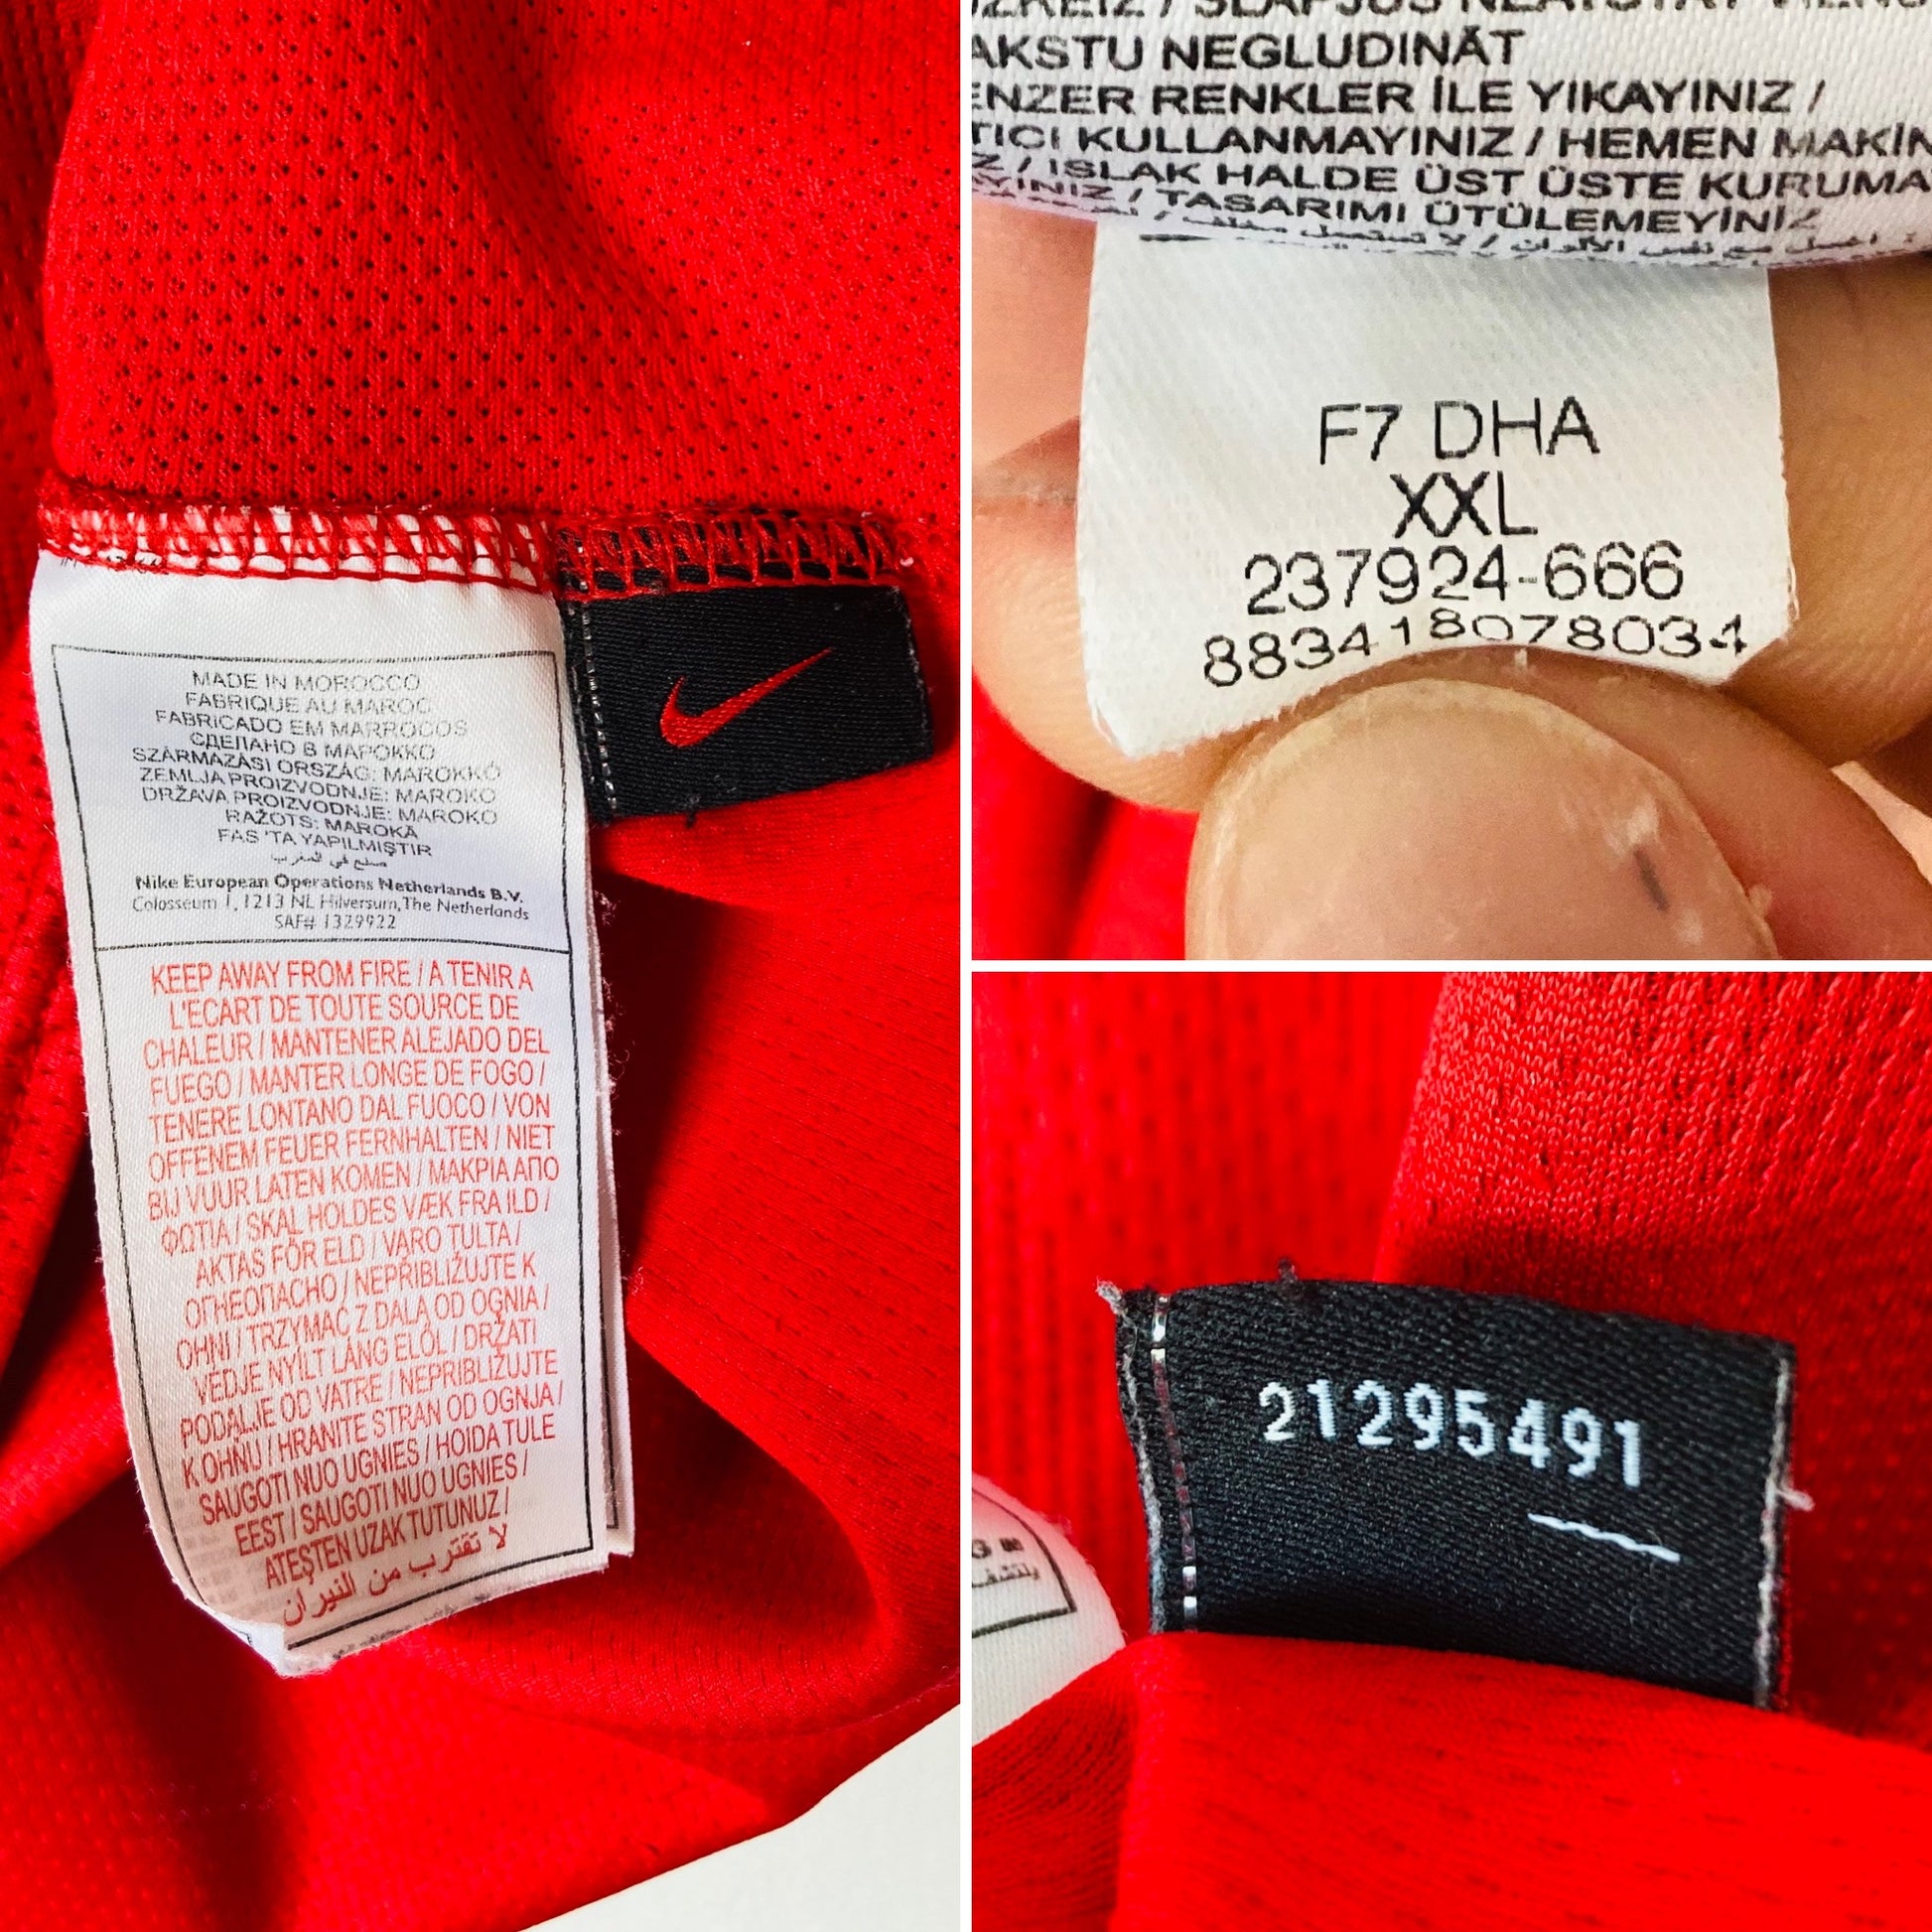 MADE IN MOROCCO
FABRIQUE AU MAROC
FABRICADO EM MARROCOS
СДЕЛАНО В МАРОККО
SZÁRMAZÁSI ORSZÁG: MAROKKÓ
ZEMLJA PROIZVODNJE: MAROKO
DRŽAVA PROIZVODNJE: MAROKO
RAŽOTS: MAROKĀ
FAS 'TA YAPILMIŞTIR
صنع في المغرب
Nike European Operations Netherlands B.V.
Colosseum 1, 1213 NL Hilversum, The Netherlands
SAF# 1329922
KEEP AWAY FROM FIRE / A TENIR A
L'ECART DE TOUTE SOURCE DE
CHALEUR / MANTENER ALEJADO DEL
FUEGO / MANTER LONGE DE FOGO /
TENERE LONTANO DAL FUOCO / VON
OFFENEM FEUER FERNHALTEN / NIET
BIJ VUUR LATEN KOMEN / ΜΑΚΡΙΑ ΑΠΟ
ΦΩΤΙΑ / SKAL HOLDES VÆK FRA ILD /
AKTAS FÖR ELD / VARO TULTA /
ОГНЕОПАСНО / NEPŘIBLIŽUJTE K
OHNI / TRZYMAĆ Z DALA OD OGNIA /
VEDJE NYÍLT LÁNG ELŐL / DRŽATI
PODALJE OD VATRE / NEPRIBLIŽUJTE
K OHŇU / HRANITE STRAN OD OGNJA /
SAUGOTI NUO UGNIES / HOIDA TULE
EEST / SAUGOTI NUO UGNIES /
ATEŞTEN UZAK TUTUNUZ /
لا تقترب من النيران
AKSTU NEGLUDINĀT
ENZER RENKLER İLE YIKAYINIZ /
TICI KULLANMAYINIZ / HEMEN MAKİN
Z / ISLAK HALDE ÜST ÜSTE KURUMA
YINIZ / TASARIMI ÜTÜLEMEYİNİZ
F7 DHA
XXL
237924-666
883418078034
21295491